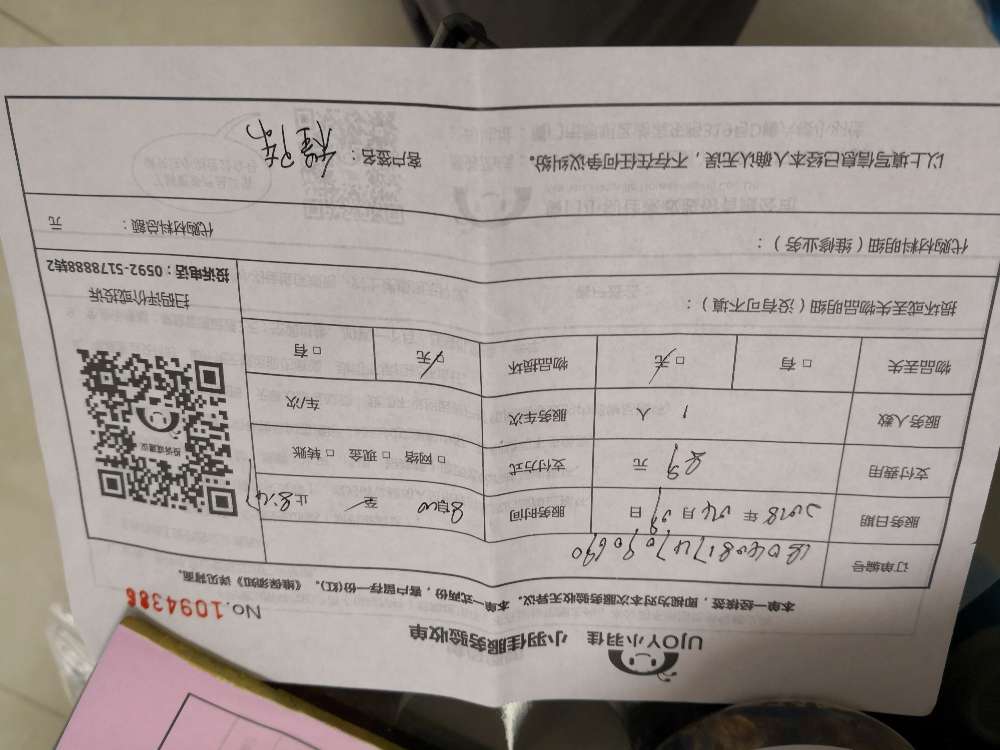 UJOY小羽佳 小羽佳服务验收单
No.1094386
本单一经核签，即视为对本次服务验收无异议。本单一式两份，客户留存一份(红)。《维保须知》详见背面。
订单编号
服务日期 2018 年 04 月 日 服务时间 至 止
支付费用 元 支付方式 □ 网络 □ 现金 □ 转账
服务人数 1 人 服务车次 车/次
物品丢失 □ 有 □ 无 物品损坏 □ 无 □ 有
投诉或建议
扫码评价或投诉
投诉电话：0592-5178888转2
损坏或丢失物品明细（没有可不填）：
代购材料明细（维修业务）： 代购材料总额： 元
以上填写信息已经本人确认无误，不存在任何争议纠纷。 客户签名：